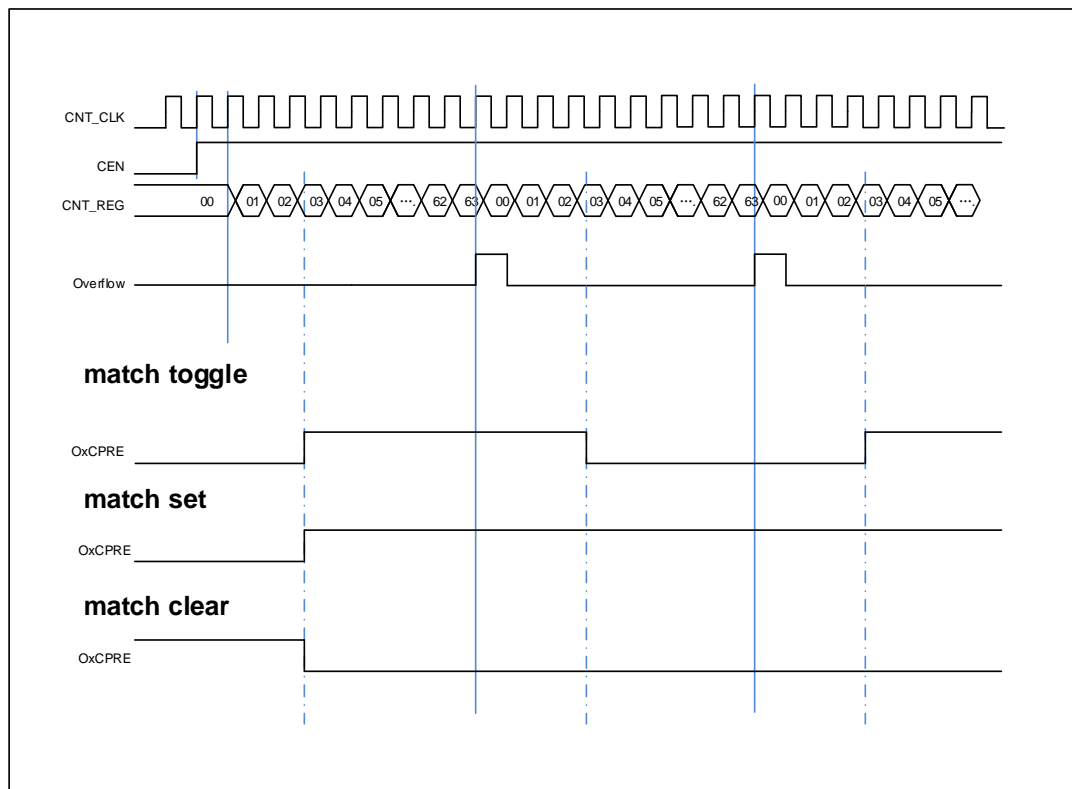 CNT_CLK
CEN
CNT_REG 00 01 02 03 04 05 .... 62 63 00 01 02 03 04 05 .... 62 63 00 01 02 03 04 05 ....
Overflow
match toggle
OxCPRE
match set
OxCPRE
match clear
OxCPRE